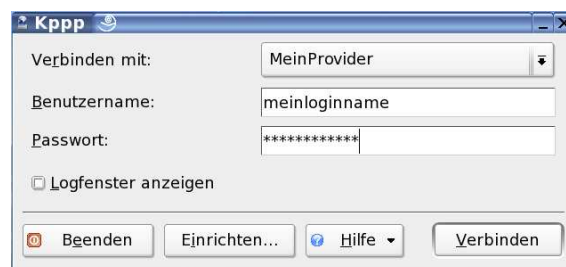 Kppp
Verbinden mit: MeinProvider
Benutzername: meinloginname
Passwort: ************
Logfenster anzeigen
Beenden Einrichten... Hilfe Verbinden